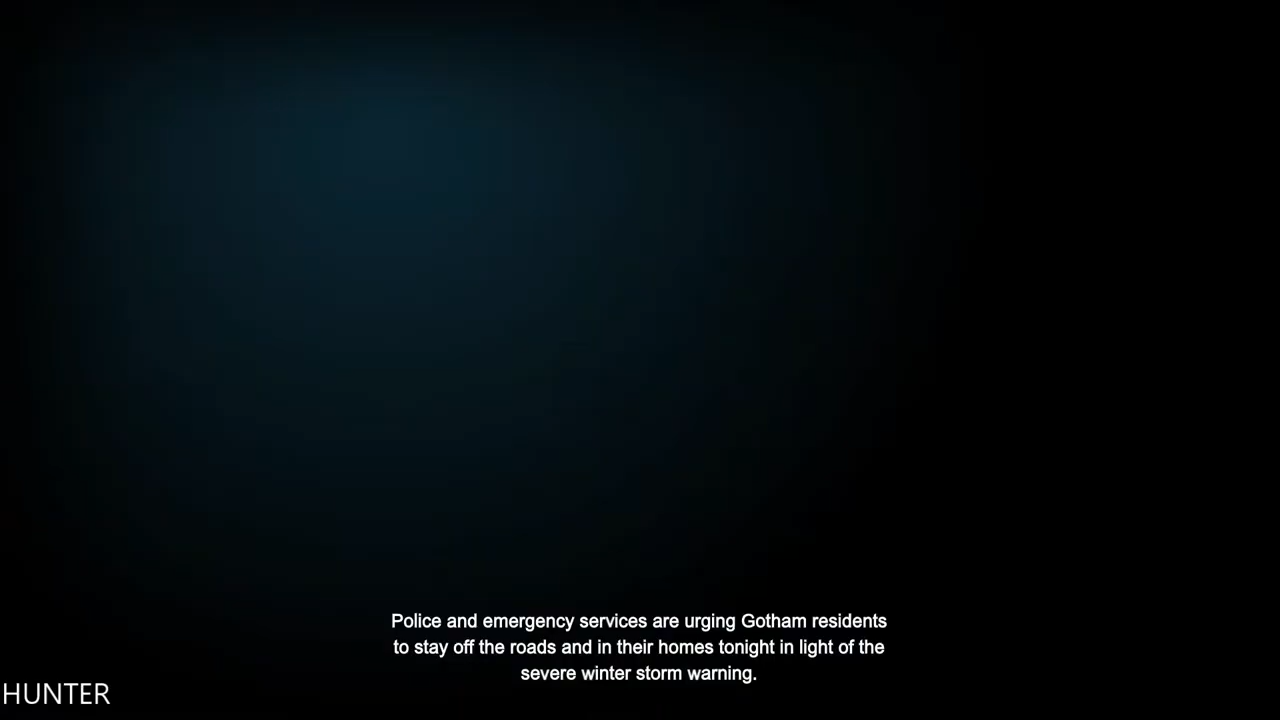 Police and emergency services are urging Gotham residents
to stay off the roads and in their homes tonight in light of the
severe winter storm warning.
HUNTER